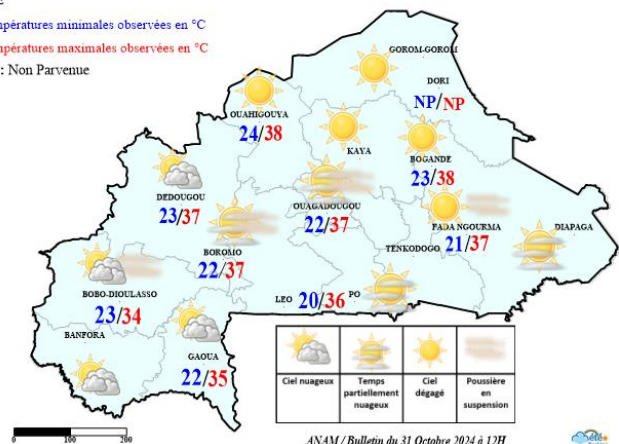 températures minimales observées en °C
températures maximales observées en °C
: Non Parvenue
GOROM-GOROM
DORI
NP/NP
OUAHIGOUYA
24/38
KAYA
BOGANDE
23/38
DEDOUGOU
23/37
OUAGADOUGOU
22/37
FADA NGOURMA
21/37
DIAPAGA
BOROMO
22/37
TENKODOGO
BOBO-DIOULASSO
23/34
LEO 20/36 PO
BANFORA
GAOUA
22/35
Ciel nuageux
Temps partiellement nuageux
Ciel dégagé
Poussière en suspension
0 100 200
ANAM / Bulletin du 31 Octobre 2024 à 12H